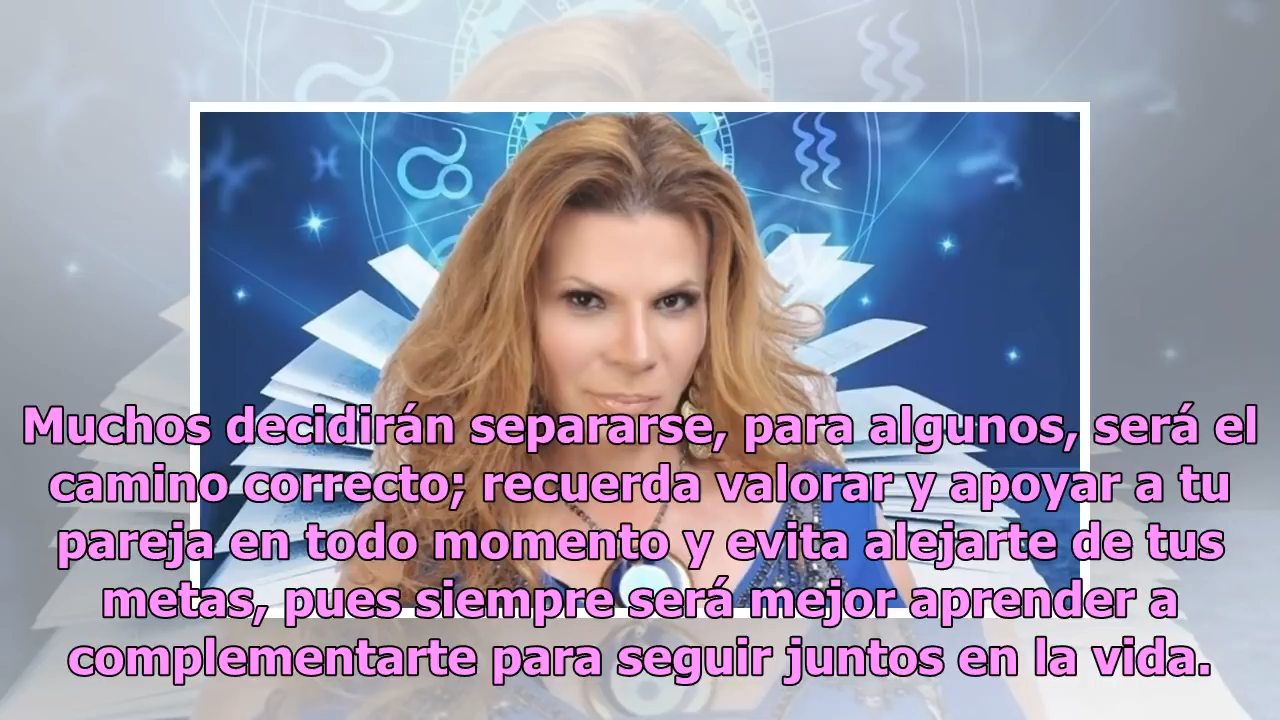 Muchos decidirán separarse, para algunos, será el
camino correcto; recuerda valorar y apoyar a tu
pareja en todo momento y evita alejarte de tus
metas, pues siempre será mejor aprender a
complementarte para seguir juntos en la vida.